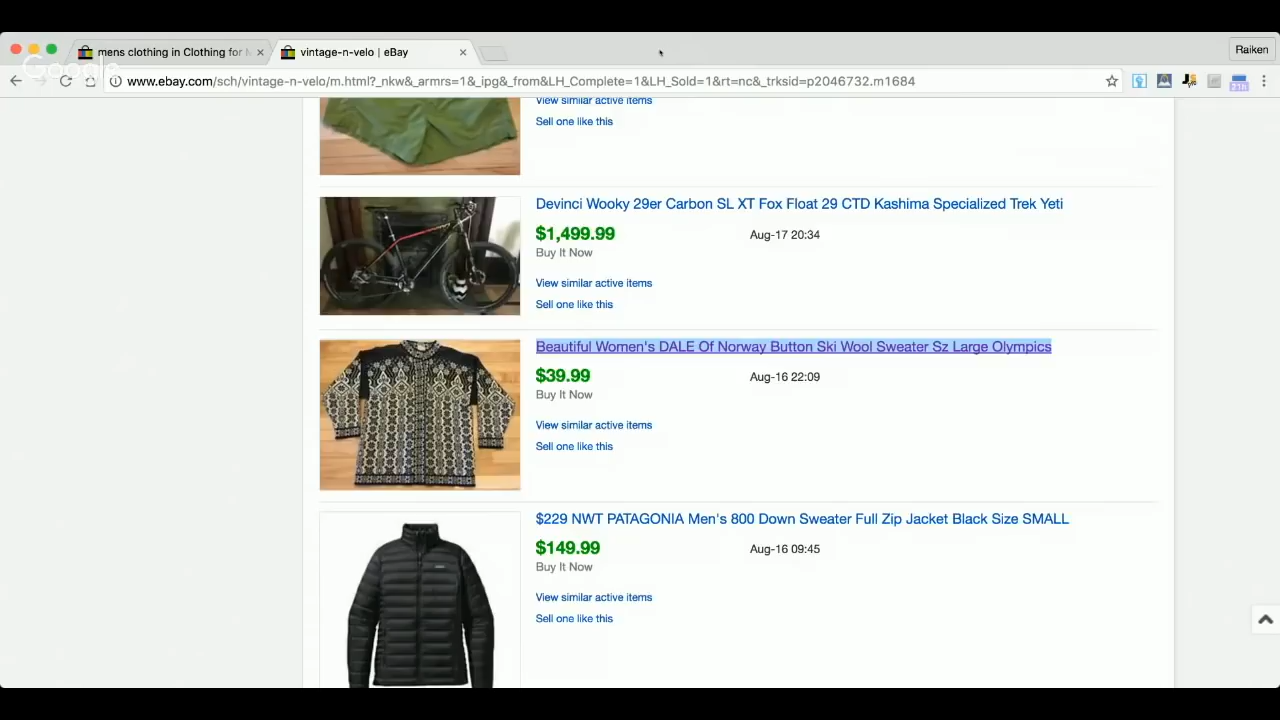 mens clothing in Clothing for M
vintage-n-velo | eBay
Raiken
Google
www.ebay.com/sch/vintage-n-velo/m.html?_nkw&_armrs=1&_ipg&_from&LH_Complete=1&LH_Sold=1&rt=nc&_trksid=p2046732.m1684
21h
View similar active items
Sell one like this
Devinci Wooky 29er Carbon SL XT Fox Float 29 CTD Kashima Specialized Trek Yeti
$1,499.99 Aug-17 20:34
Buy It Now
View similar active items
Sell one like this
Beautiful Women's DALE Of Norway Button Ski Wool Sweater Sz Large Olympics
$39.99 Aug-16 22:09
Buy It Now
View similar active items
Sell one like this
$229 NWT PATAGONIA Men's 800 Down Sweater Full Zip Jacket Black Size SMALL
$149.99 Aug-16 09:45
Buy It Now
View similar active items
Sell one like this